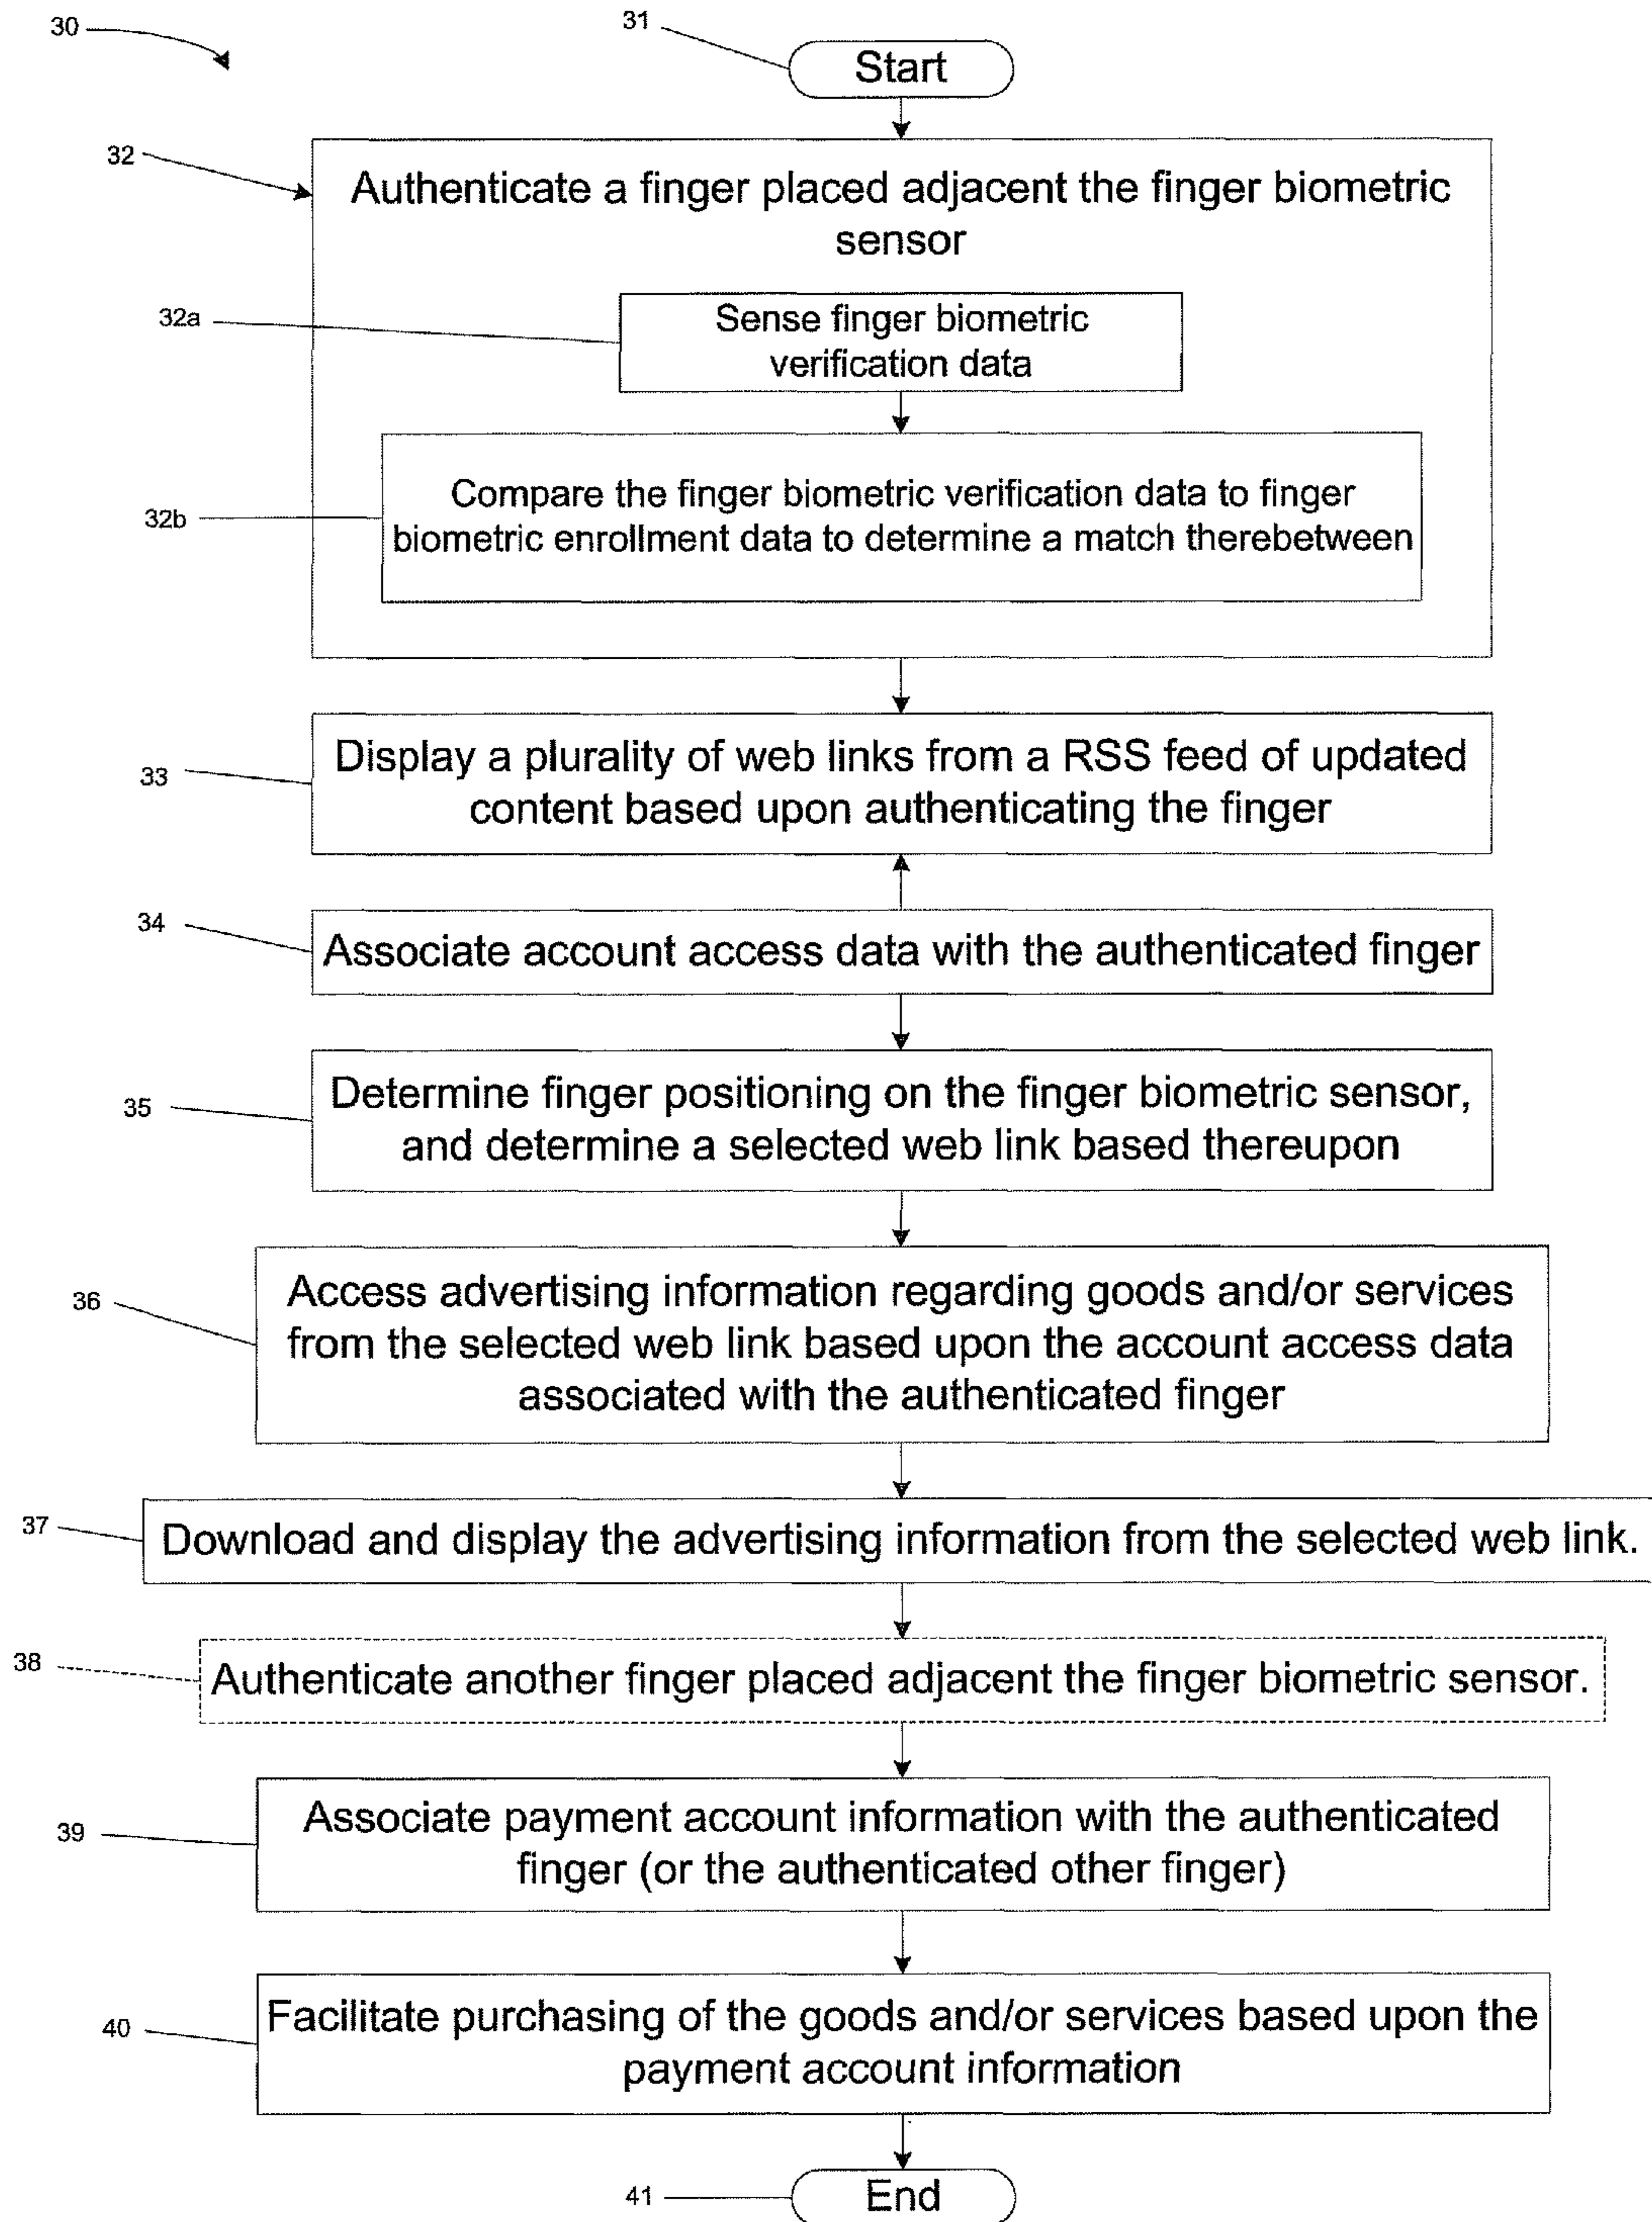 30
31
Start
32
Authenticate a finger placed adjacent the finger biometric
sensor
32a
Sense finger biometric
verification data
32b
Compare the finger biometric verification data to finger
biometric enrollment data to determine a match therebetween
33
Display a plurality of web links from a RSS feed of updated
content based upon authenticating the finger
34
Associate account access data with the authenticated finger
35
Determine finger positioning on the finger biometric sensor,
and determine a selected web link based thereupon
36
Access advertising information regarding goods and/or services
from the selected web link based upon the account access data
associated with the authenticated finger
37
Download and display the advertising information from the selected web link.
38
Authenticate another finger placed adjacent the finger biometric sensor.
39
Associate payment account information with the authenticated
finger (or the authenticated other finger)
40
Facilitate purchasing of the goods and/or services based upon the
payment account information
41
End